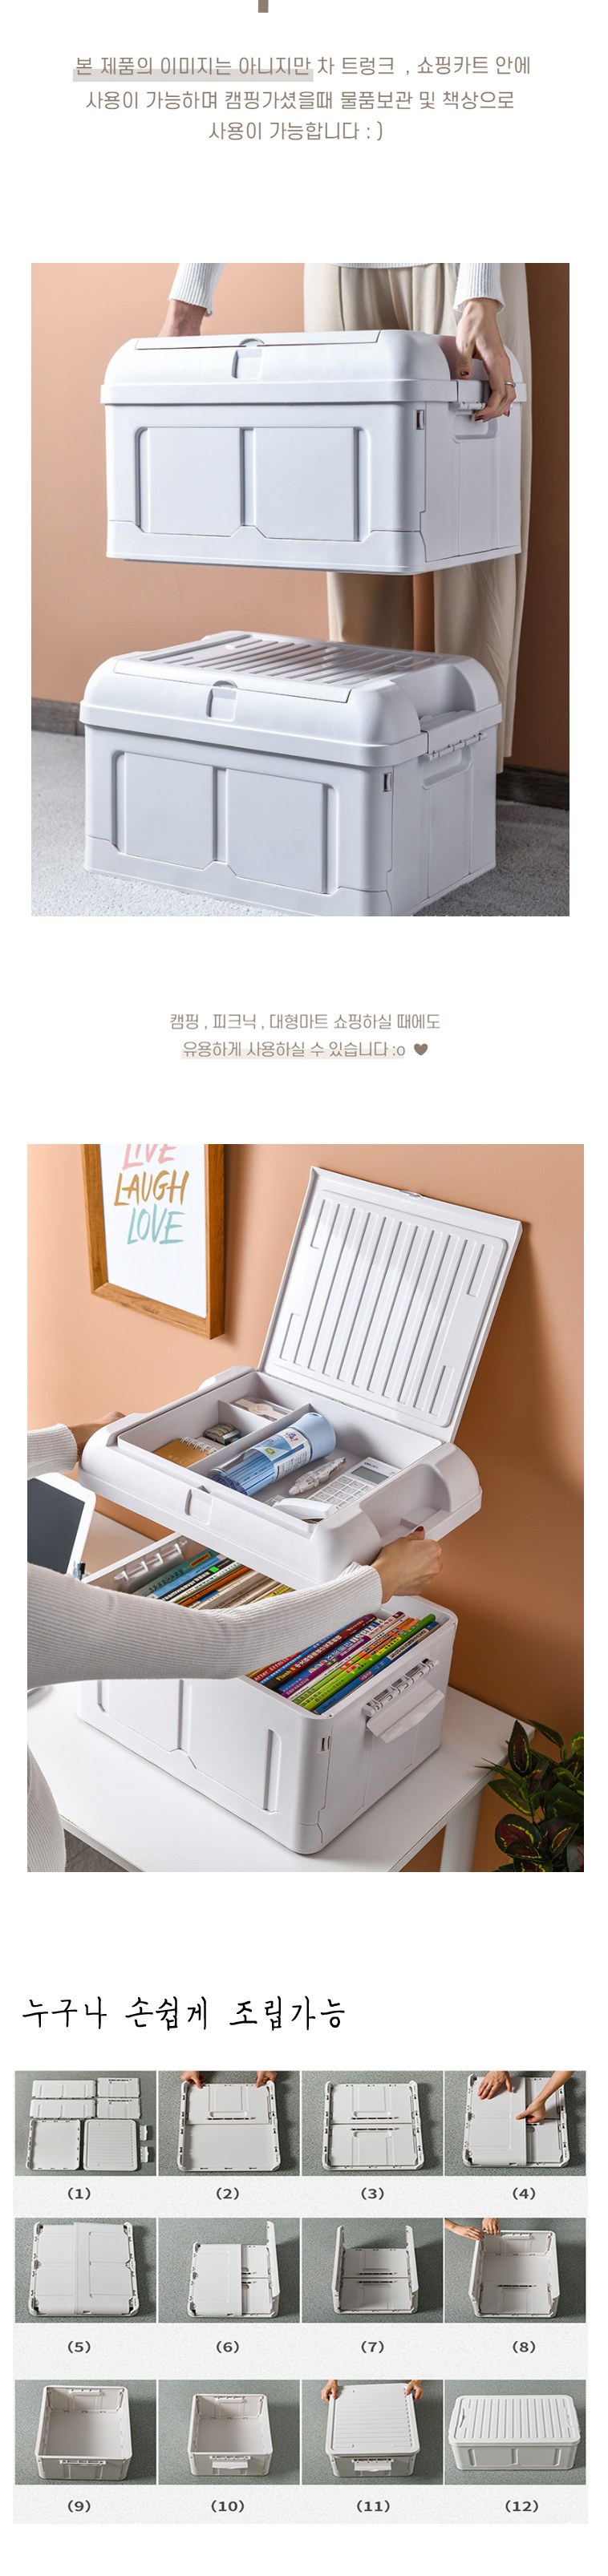 본 제품의 이미지는 아니지만 차 트렁크 , 쇼핑카트 안에
사용이 가능하며 캠핑가셨을때 물품보관 및 책상으로
사용이 가능합니다 : )
캠핑 , 피크닉 , 대형마트 쇼핑하실 때에도
유용하게 사용하실 수 있습니다 :o ♥
LIVE
LAUGH
LOVE
누구나 손쉽게 조립가능
(1)
(2)
(3)
(4)
(5)
(6)
(7)
(8)
(9)
(10)
(11)
(12)